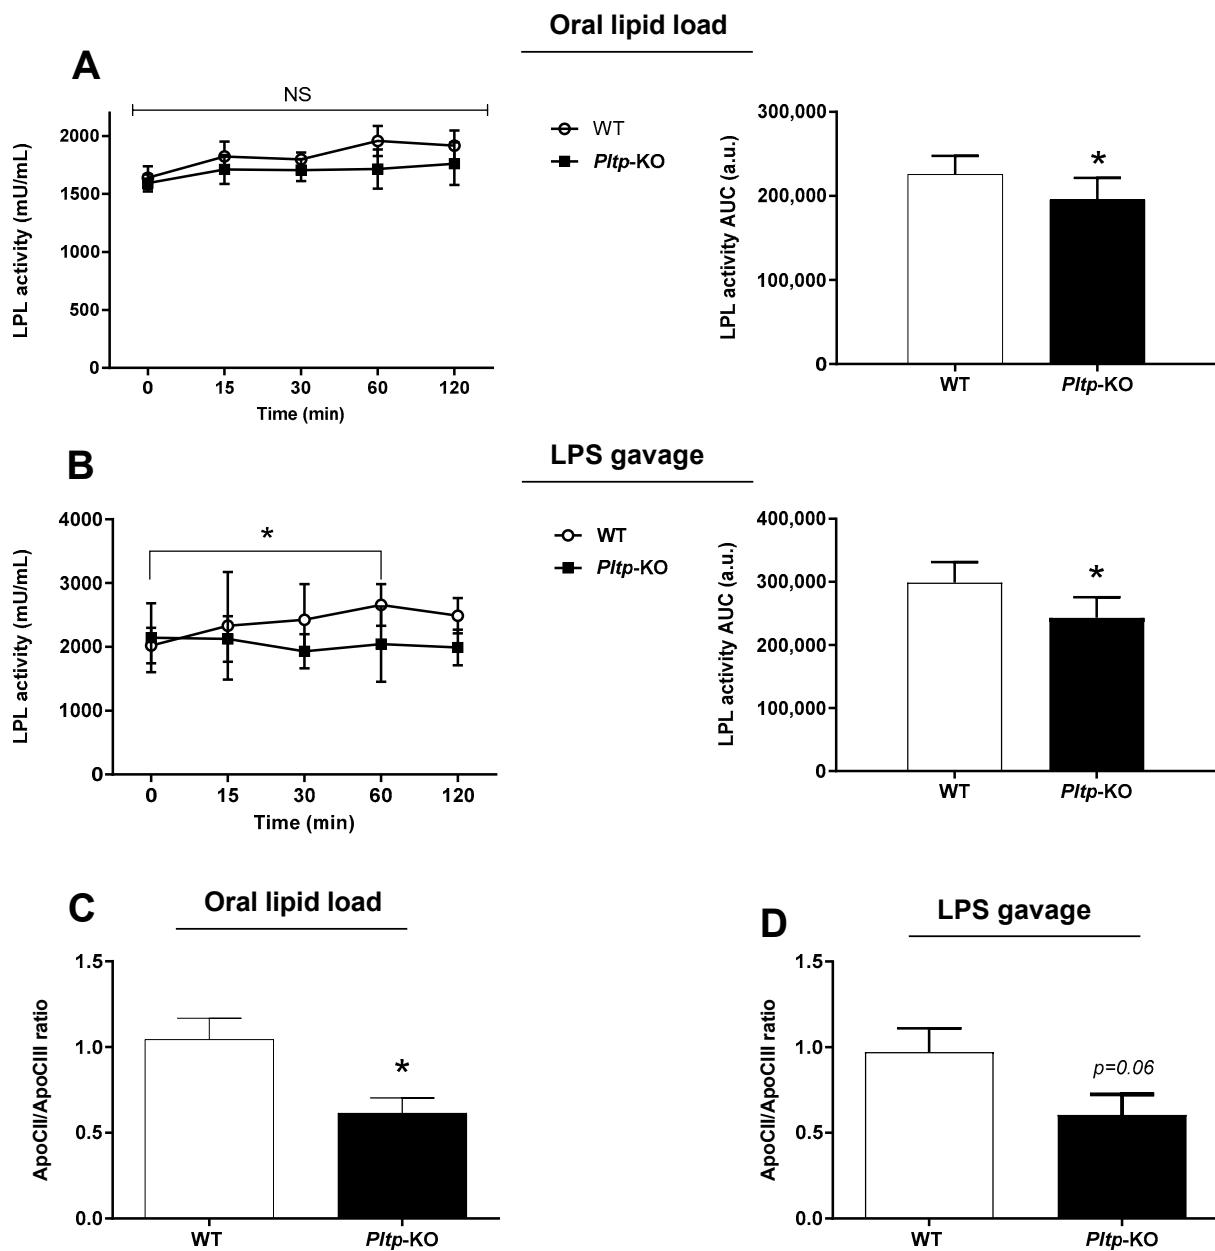 Oral lipid load
A
NS
LPL activity (mU/mL)
2000
1500
1000
500
0
0 15 30 60 120
Time (min)
WT
Pltp-KO
LPL activity AUC (a.u.)
300,000
200,000
100,000
0
*
WT Pltp-KO
B
LPS gavage
LPL activity (mU/mL)
4000
3000
2000
1000
0
*
0 15 30 60 120
Time (min)
WT
Pltp-KO
LPL activity AUC (a.u.)
400,000
300,000
200,000
100,000
0
*
WT Pltp-KO
C
Oral lipid load
ApoCII/ApoCIII ratio
1.5
1.0
0.5
0.0
*
WT Pltp-KO
D
LPS gavage
ApoCII/ApoCIII ratio
1.5
1.0
0.5
0.0
p=0.06
WT Pltp-KO